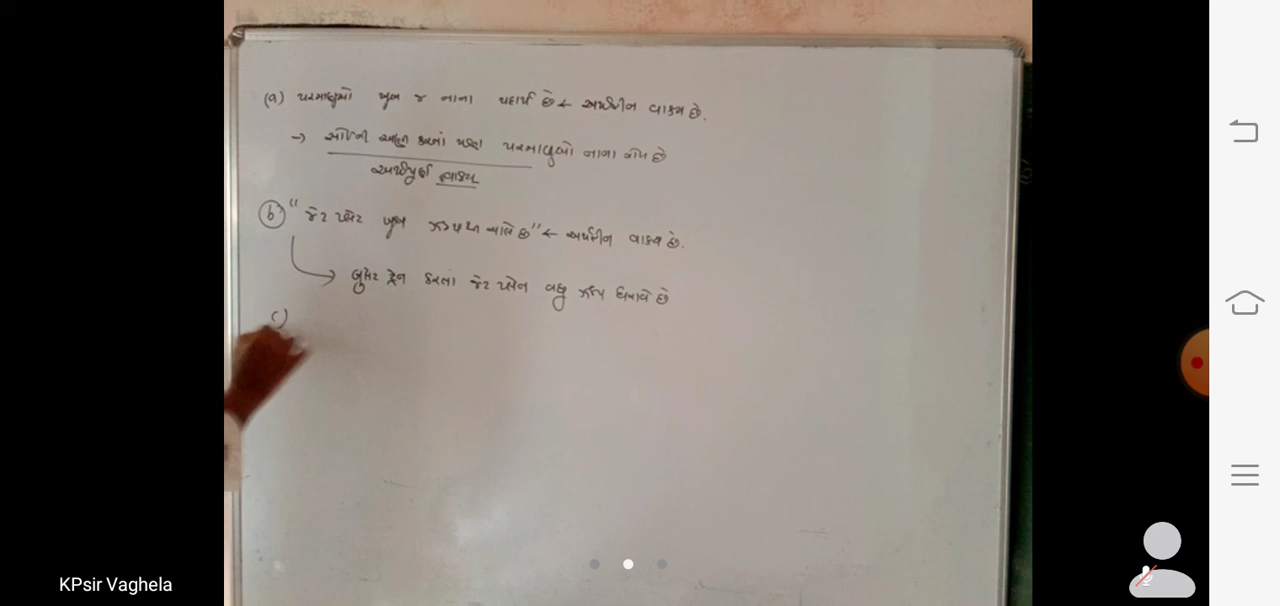 (a) પરમાણુઓ ખૂબ જ નાના પદાર્થ છે ← અર્થહીન વાક્ય છે.
→ સોયની અણી કરતાં પણ પરમાણુઓ નાના હોય છે
અર્થપૂર્ણ વાક્ય
(b) "જેટ પ્લેન ખૂબ ઝડપથી ચાલે છે" ← અર્થહીન વાક્ય છે.
→ બુલેટ ટ્રેન કરતાં જેટ પ્લેન વધુ ઝડપ ધરાવે છે
c)
KPsir Vaghela